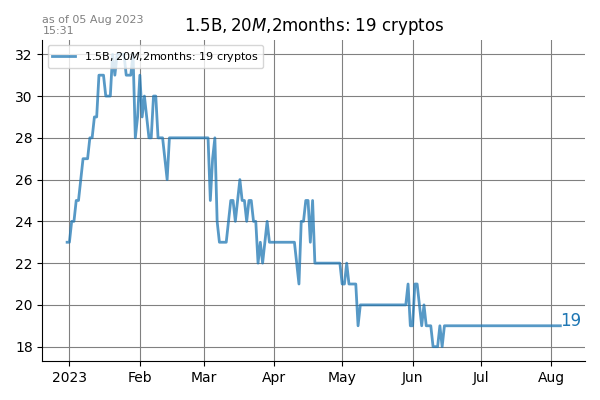 as of 05 Aug 2023
15:31
1.5B, 20M,2months: 19 cryptos
1.5B, 20M,2months: 19 cryptos
32
30
28
26
24
22
20
18
19
2023 Feb Mar Apr May Jun Jul Aug